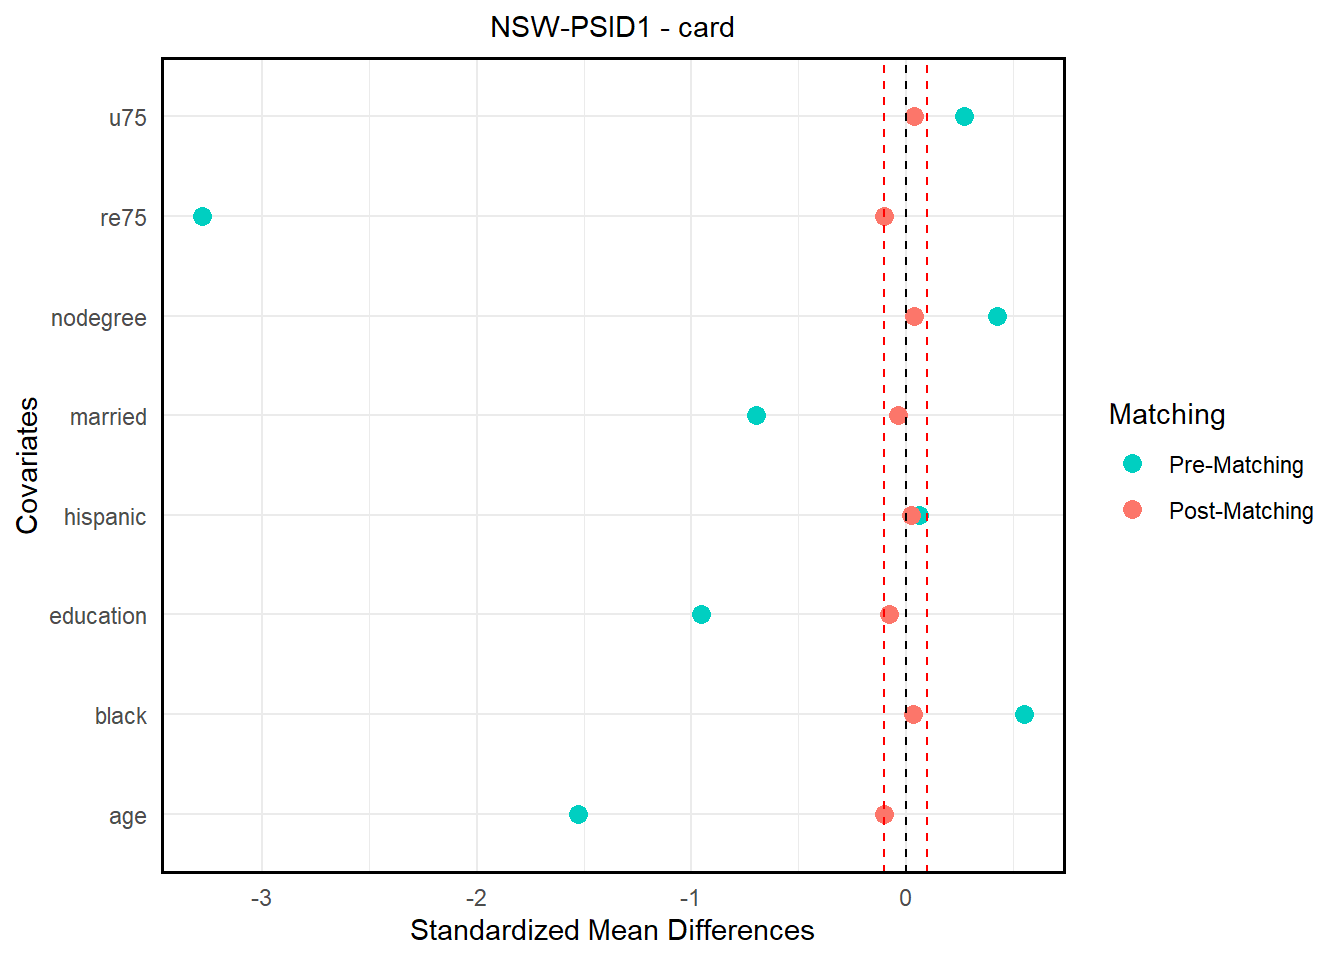 NSW-PSID1 - card
u75
re75
nodegree
married
hispanic
education
black
age
Covariates
-3 -2 -1 0
Standardized Mean Differences
Matching
Pre-Matching
Post-Matching